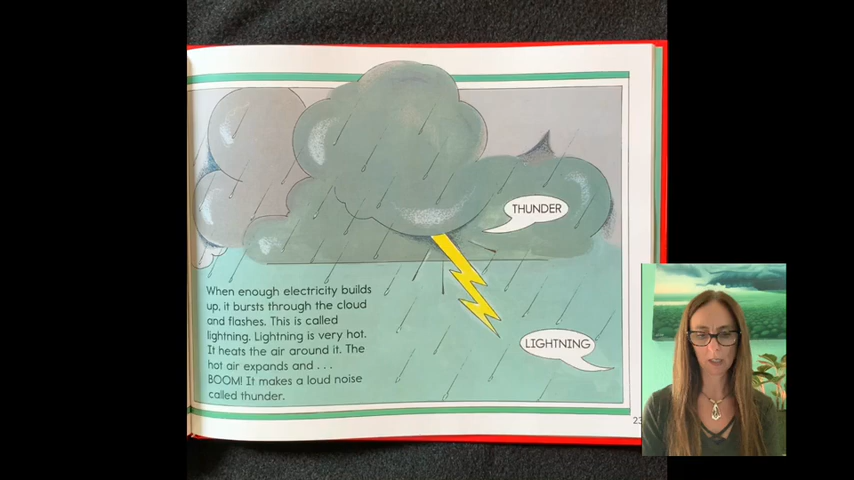 THUNDER
When enough electricity builds
up, it bursts through the cloud
and flashes. This is called
lightning. Lightning is very hot.
It heats the air around it. The
hot air expands and . . .
BOOM! It makes a loud noise
called thunder.
LIGHTNING
23